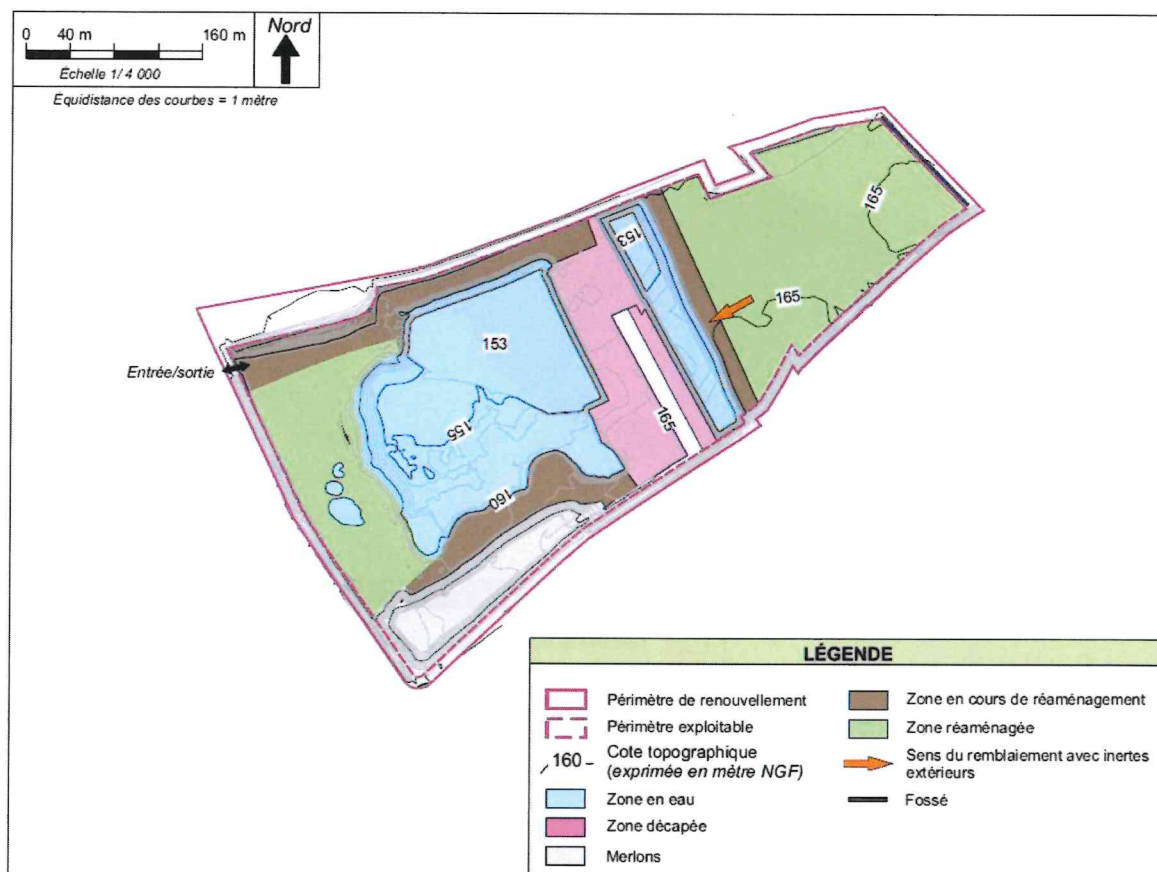 0 40 m 160 m
Échelle 1/ 4 000
Nord
Équidistance des courbes = 1 mètre
165
153
165
153
Entrée/sortie
165
155
160
LÉGENDE
Périmètre de renouvellement
Périmètre exploitable
160
Cote topographique
(exprimée en mètre NGF)
Zone en eau
Zone décapée
Merlons
Zone en cours de réaménagement
Zone réaménagée
Sens du remblaiement avec inertes
extérieurs
Fossé